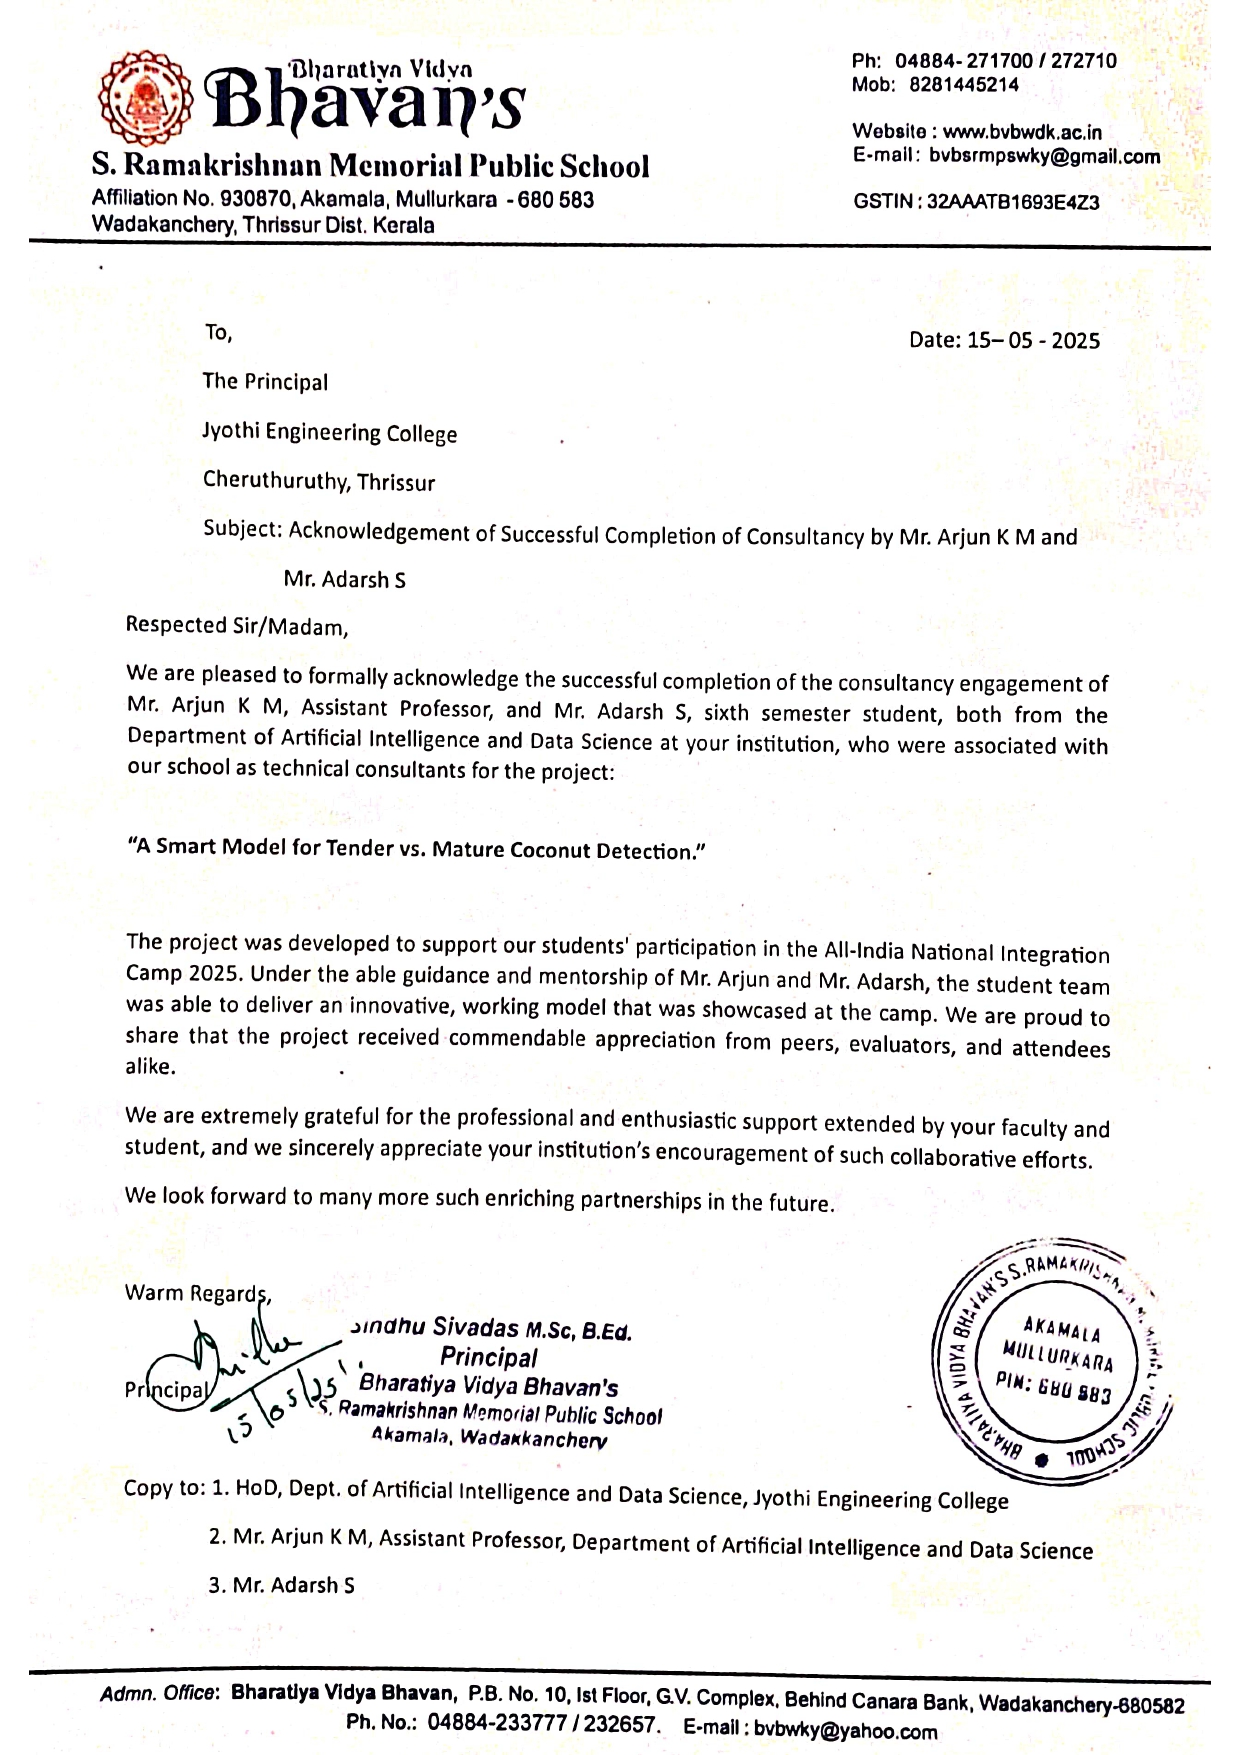 Bharatiya Vidya
Bhavan's
S. Ramakrishnan Memorial Public School
Affiliation No. 930870, Akamala, Mullurkara - 680 583
Wadakanchery, Thrissur Dist. Kerala
Ph: 04884-271700 / 272710
Mob: 8281445214
Website : www.bvbwdk.ac.in
E-mail : bvbsrmpswky@gmail.com
GSTIN : 32AAATB1693E4Z3
To,
Date: 15– 05 - 2025
The Principal
Jyothi Engineering College
Cheruthuruthy, Thrissur
Subject: Acknowledgement of Successful Completion of Consultancy by Mr. Arjun K M and
Mr. Adarsh S
Respected Sir/Madam,
We are pleased to formally acknowledge the successful completion of the consultancy engagement of
Mr. Arjun K M, Assistant Professor, and Mr. Adarsh S, sixth semester student, both from the
Department of Artificial Intelligence and Data Science at your institution, who were associated with
our school as technical consultants for the project:
“A Smart Model for Tender vs. Mature Coconut Detection.”
The project was developed to support our students' participation in the All-India National Integration
Camp 2025. Under the able guidance and mentorship of Mr. Arjun and Mr. Adarsh, the student team
was able to deliver an innovative, working model that was showcased at the camp. We are proud to
share that the project received commendable appreciation from peers, evaluators, and attendees
alike.
We are extremely grateful for the professional and enthusiastic support extended by your faculty and
student, and we sincerely appreciate your institution’s encouragement of such collaborative efforts.
We look forward to many more such enriching partnerships in the future.
Warm Regards,
Principal
15/05/25
Sindhu Sivadas M.Sc, B.Ed.
Principal
Bharatiya Vidya Bhavan's
S. Ramakrishnan Memorial Public School
Akamala, Wadakkanchery
BHARATIYA VIDYA BHAVAN'S S.RAMAKRISHNAN MEMORIAL PUBLIC SCHOOL
AKAMALA
MULLURKARA
PIN: 680 583
Copy to: 1. HoD, Dept. of Artificial Intelligence and Data Science, Jyothi Engineering College
2. Mr. Arjun K M, Assistant Professor, Department of Artificial Intelligence and Data Science
3. Mr. Adarsh S
Admn. Office: Bharatiya Vidya Bhavan, P.B. No. 10, Ist Floor, G.V. Complex, Behind Canara Bank, Wadakanchery-680582
Ph. No.: 04884-233777 / 232657. E-mail : bvbwky@yahoo.com